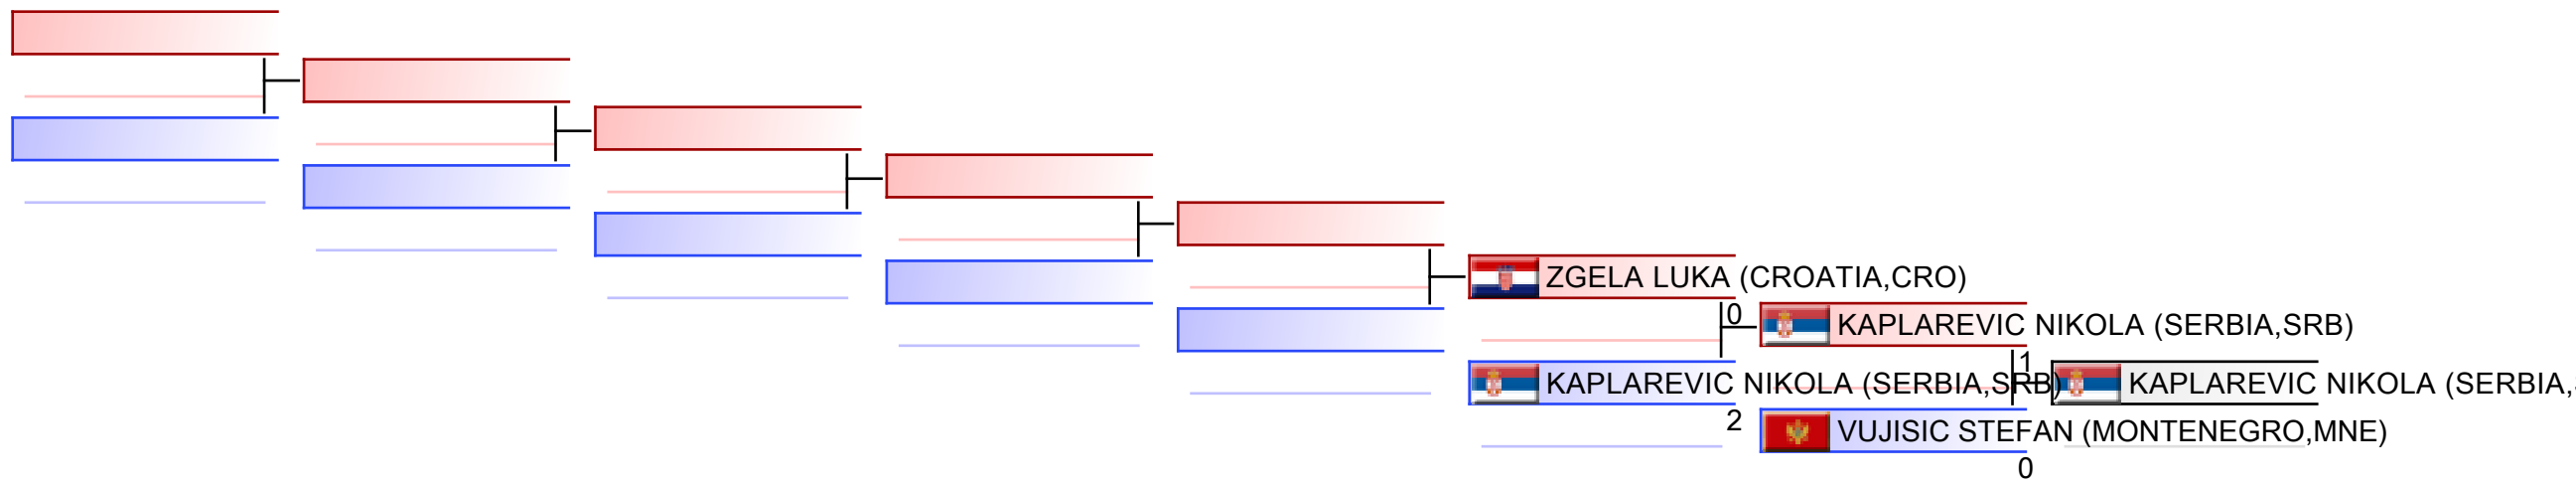 ZGELA LUKA (CROATIA,CRO)
0
KAPLAREVIC NIKOLA (SERBIA,SRB)
1
KAPLAREVIC NIKOLA (SERBIA,SRB)
KAPLAREVIC NIKOLA (SERBIA,
2
VUJISIC STEFAN (MONTENEGRO,MNE)
0